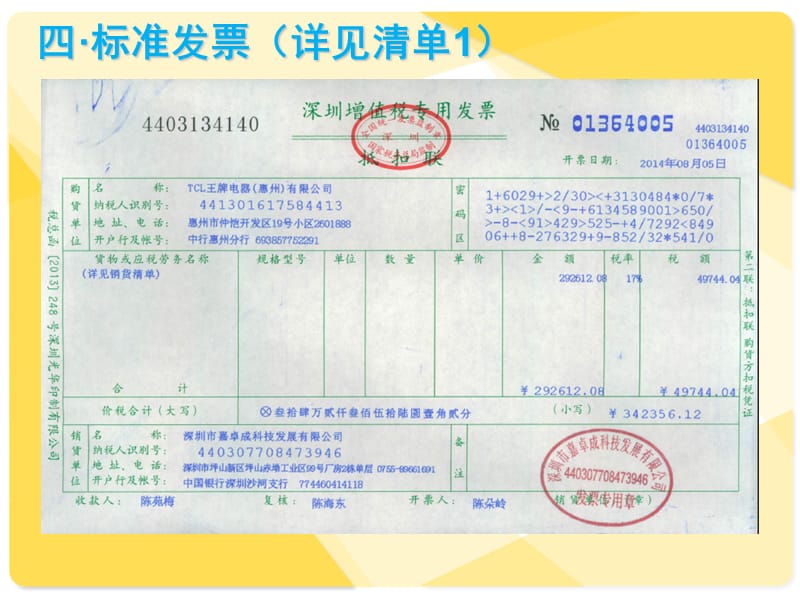 四·标准发票（详见清单1）
4403134140
深圳增值税专用发票
抵扣联
全国统一发票监制章
深圳
国家税务总局监制
№ 01364005
4403134140
01364005
开票日期： 2014年08月05日
税总函〔2013〕248号深圳光华印制有限公司
购货单位
名 称： TCL王牌电器(惠州)有限公司
纳税人识别号： 441301617584413
地 址、电 话： 惠州市仲恺开发区19号小区2601888
开户行及帐号： 中行惠州分行 693857752291
密码区
1+6029+>2/30><+3130484*0/7*
3+><1>/-<9-+6134589001>650/
>-8-<91>429>525-+4/7292<849
06++8-276329+9-852/32*541/0
货物或应税劳务名称 规格型号 单位 数 量 单 价 金 额 税率 税 额
(详见销货清单) 292612.08 17% 49744.04
合 计 ￥292612.08 ￥49744.04
价税合计（大写） ⊗叁拾肆万贰仟叁佰伍拾陆圆壹角贰分 (小写) ￥342356.12
销货单位
名 称： 深圳市嘉卓成科技发展有限公司
纳税人识别号： 440307708473946
地 址、电 话： 深圳市坪山新区坪山赤坳工业区99号厂房2栋单层 0755-89661691
开户行及帐号： 中国银行深圳沙河支行 774460414118
备注
深圳市嘉卓成科技发展有限公司
440307708473946
发票专用章
收款人： 陈苑梅 复核： 陈海东 开票人： 陈朵岭 销货单位：（章）
第二联：抵扣联 购货方扣税凭证